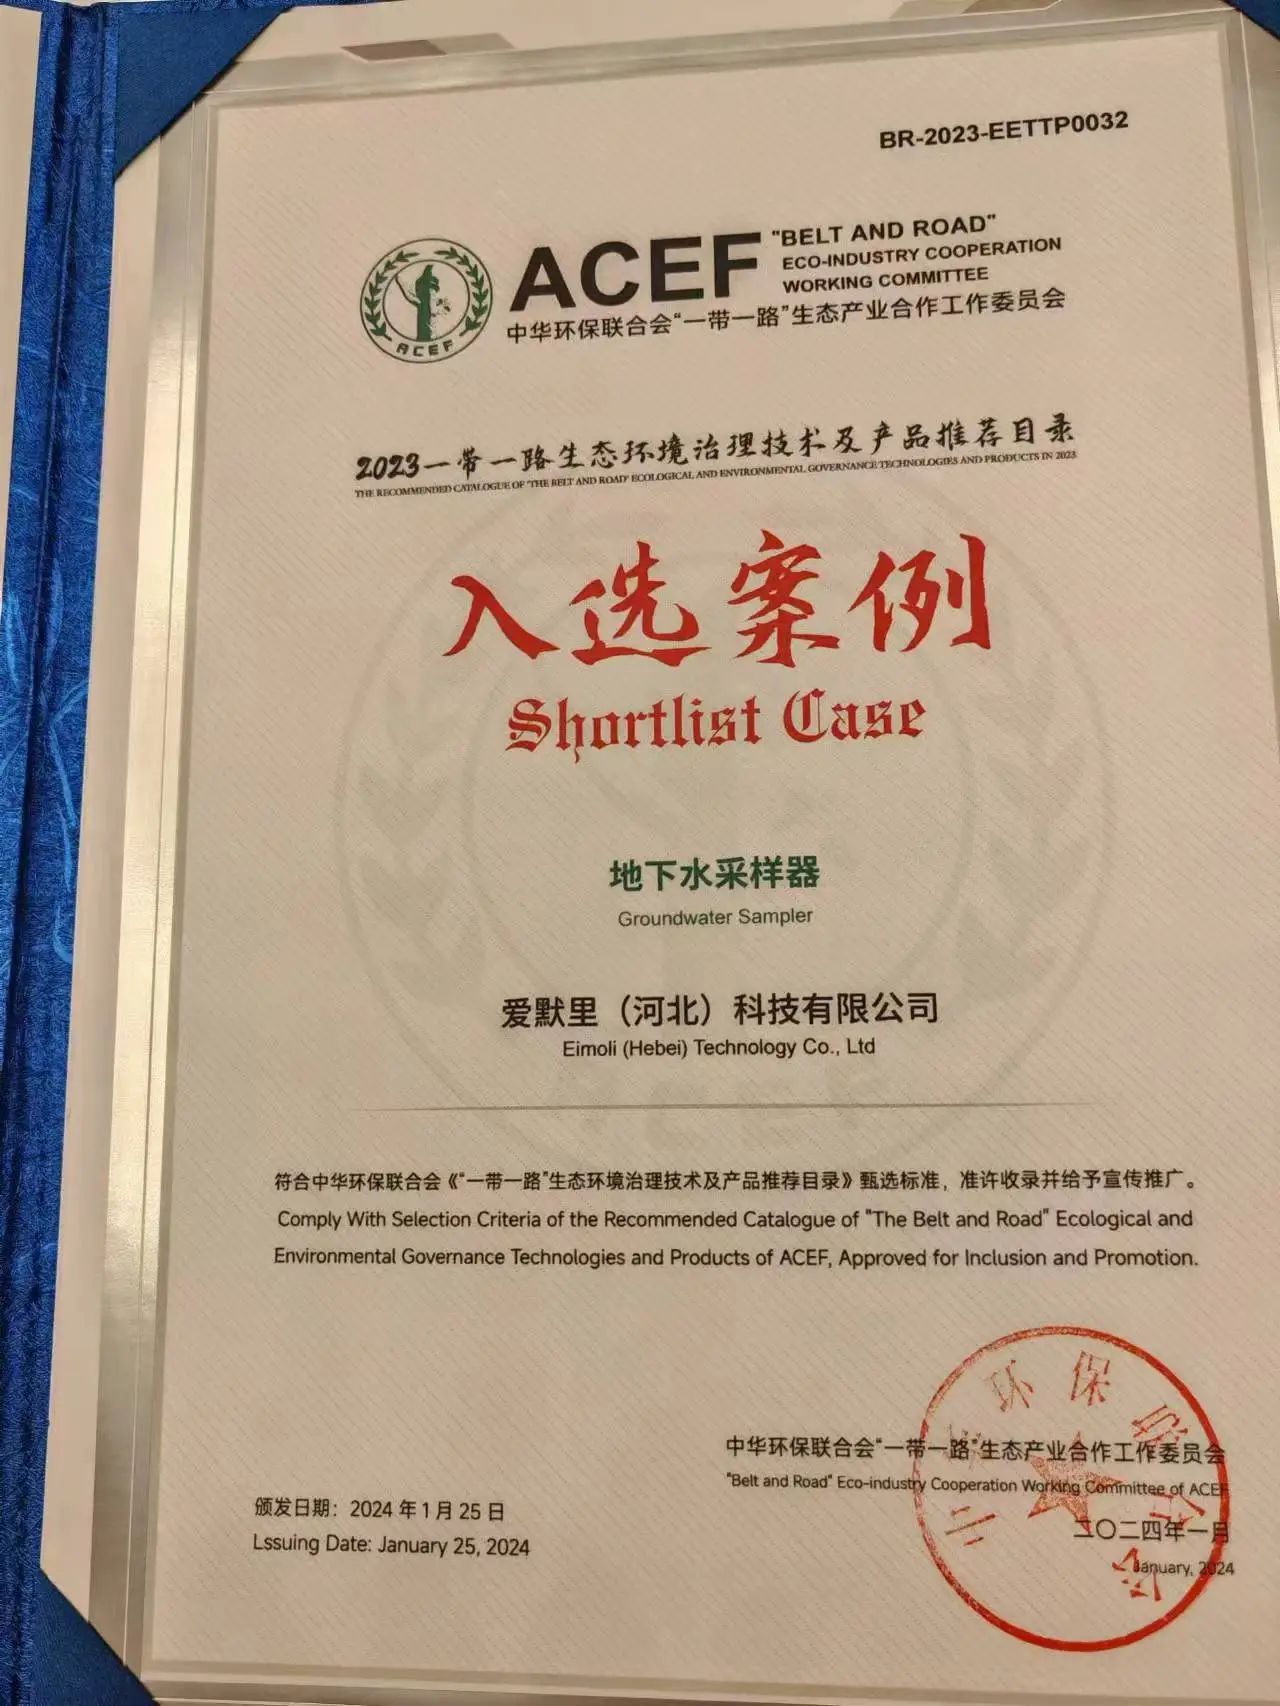 BR-2023-EETTP0032
ACEF
"BELT AND ROAD"
ECO-INDUSTRY COOPERATION
WORKING COMMITTEE
中华环保联合会“一带一路”生态产业合作工作委员会
ACEF
2023一带一路生态环境治理技术及产品推荐目录
THE RECOMMENDED CATALOGUE OF "THE BELT AND ROAD" ECOLOGICAL AND ENVIRONMENTAL GOVERNANCE TECHNOLOGIES AND PRODUCTS IN 2023
入选案例
Shortlist Case
地下水采样器
Groundwater Sampler
爱默里（河北）科技有限公司
Eimoli (Hebei) Technology Co., Ltd
符合中华环保联合会《“一带一路”生态环境治理技术及产品推荐目录》甄选标准，准许收录并给予宣传推广。
Comply With Selection Criteria of the Recommended Catalogue of "The Belt and Road" Ecological and
Environmental Governance Technologies and Products of ACEF, Approved for Inclusion and Promotion.
中华环保联合会“一带一路”生态产业合作工作委员会
"Belt and Road" Eco-industry Cooperation Working Committee of ACEF
二〇二四年一月
January, 2024
颁发日期：2024年1月25日
Lssuing Date: January 25, 2024
中华环保联合会